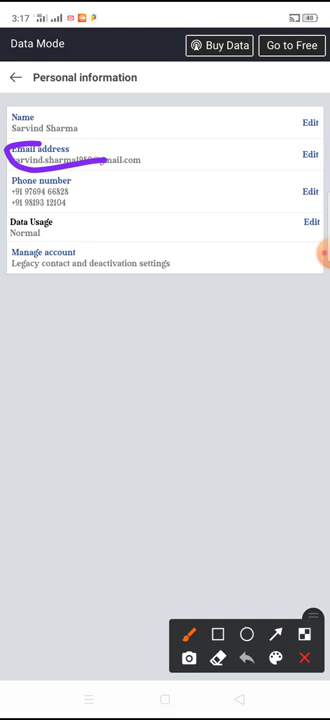 3:17
48
Data Mode
Buy Data
Go to Free
Personal information
Name
Sarvind Sharma
Edit
Email address
Edit
Phone number
+91 97694 66828
+91 98193 12104
Edit
Data Usage
Normal
Edit
Manage account
Legacy contact and deactivation settings